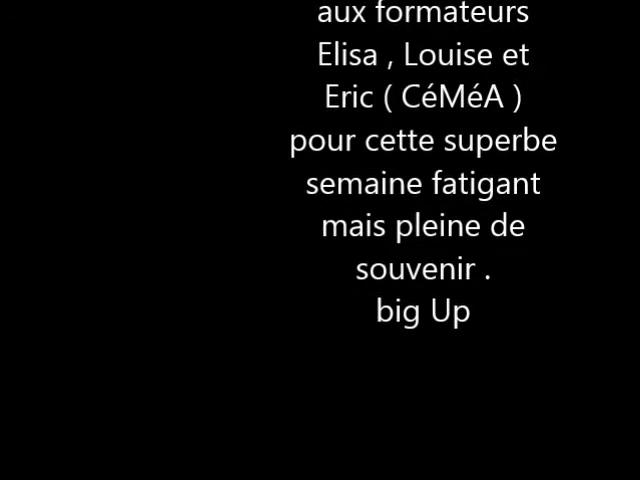 aux formateurs
Elisa , Louise et
Eric ( CéMéA )
pour cette superbe
semaine fatigant
mais pleine de
souvenir .
big Up